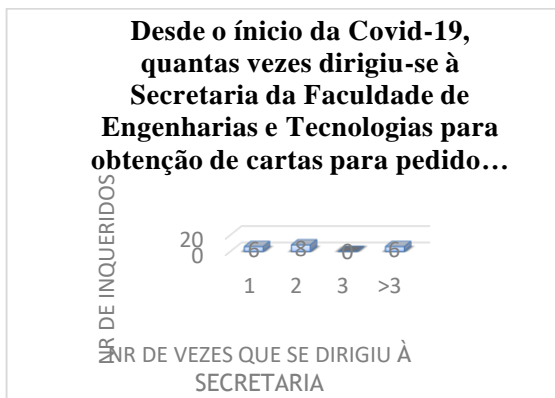 Desde o ínicio da Covid-19,
quantas vezes dirigiu-se à
Secretaria da Faculdade de
Engenharias e Tecnologias para
obtenção de cartas para pedido…
NR DE INQUERIDOS
20
0
6 8 0 6
1 2 3 >3
NR DE VEZES QUE SE DIRIGIU À
SECRETARIA